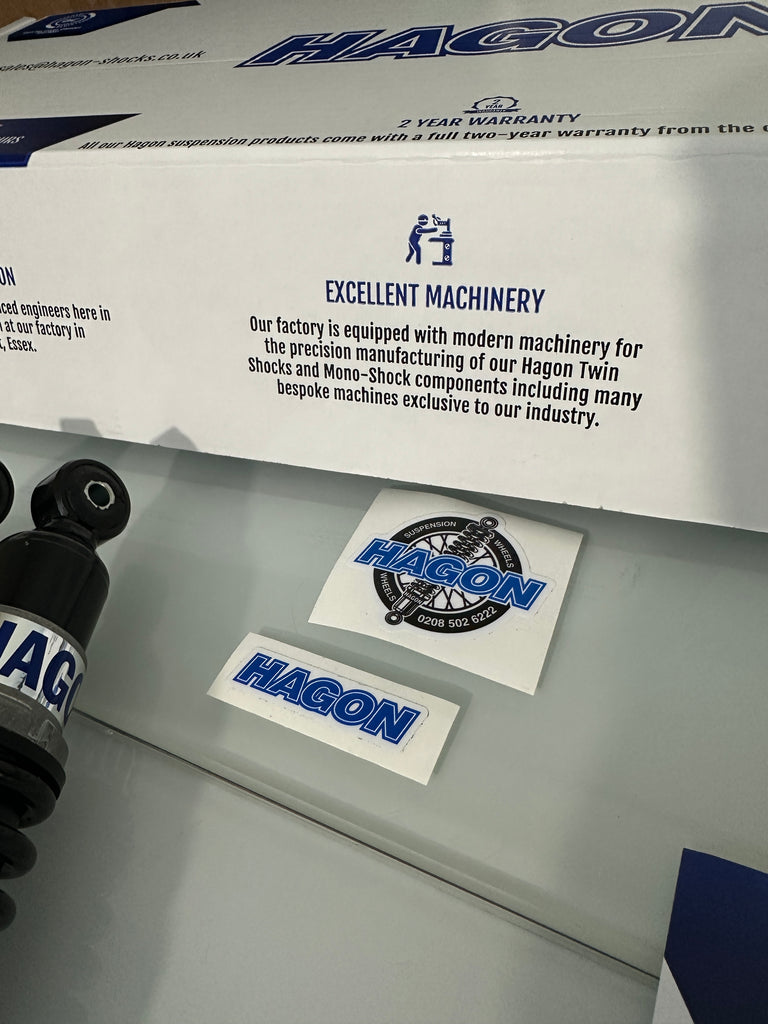 sales@hagon-shocks.co.uk
HAGON
2 YEAR
2 YEAR WARRANTY
All our Hagon suspension products come with a full two-year warranty from the
EXCELLENT MACHINERY
Our factory is equipped with modern machinery for
the precision manufacturing of our Hagon Twin
Shocks and Mono-Shock components including many
bespoke machines exclusive to our industry.
ON
ced engineers here in
at our factory in
, Essex.
SUSPENSION
WHEELS
HAGON
WHEELS
HAGON
0208 502 6222
HAGON
HAGO